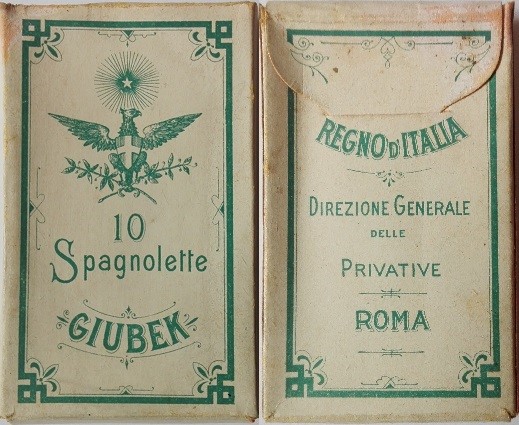 10
Spagnolette
GIUBEK
REGNO D'ITALIA
DIREZIONE GENERALE
DELLE
PRIVATIVE
ROMA